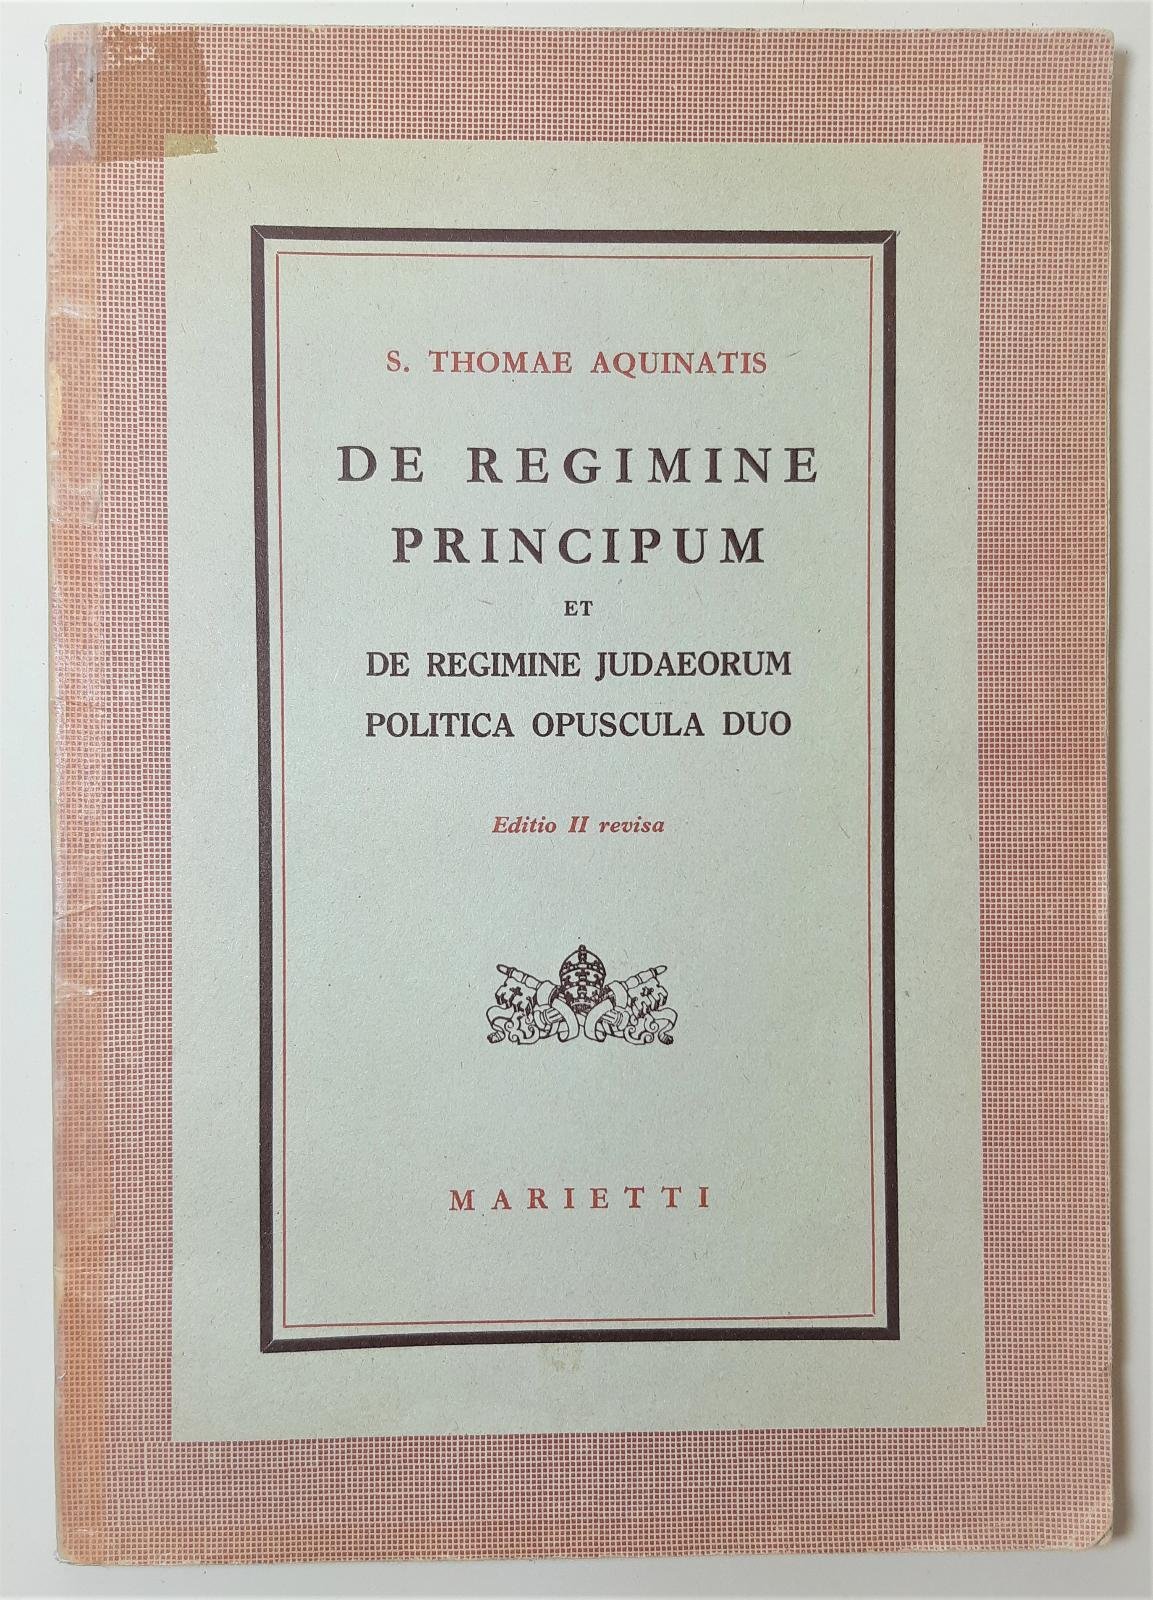 S. THOMAE AQUINATIS
DE REGIMINE
PRINCIPUM
ET
DE REGIMINE JUDAEORUM
POLITICA OPUSCULA DUO
Editio II revisa
MARIETTI